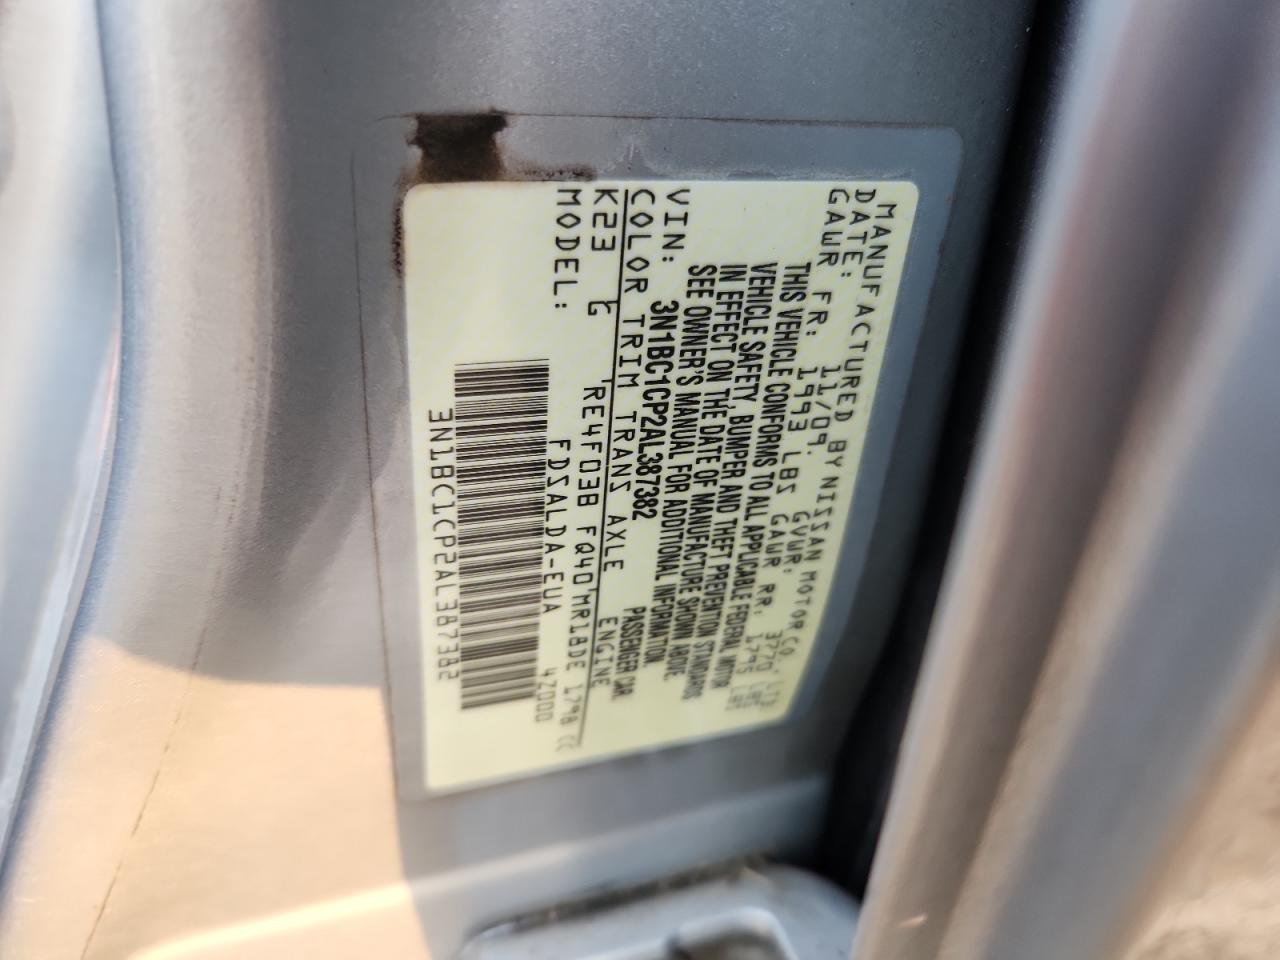 MANUFACTURED BY NISSAN MOTOR CO., LTD
DATE: 11/09. GVWR: 3770 LBS
GAWR FR: 1993 LBS GAWR RR: 1795 LBS
THIS VEHICLE CONFORMS TO ALL APPLICABLE FEDERAL MOTOR
VEHICLE SAFETY, BUMPER AND THEFT PREVENTION STANDARDS
IN EFFECT ON THE DATE OF MANUFACTURE SHOWN ABOVE.
SEE OWNER'S MANUAL FOR ADDITIONAL INFORMATION.
VIN: 3N1BC1CP2AL387382 PASSENGER CAR
COLOR TRIM TRANS AXLE ENGINE
K23 G RE4F03B FQ40 MR18DE 1798 CC
MODEL: FDSALDA-EUA 4Z000
3N1BC1CP2AL387382